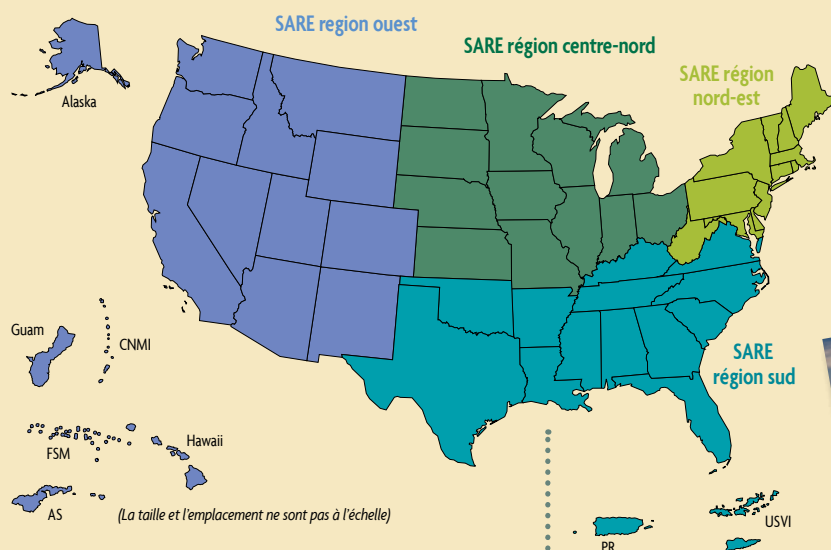 SARE region ouest
SARE région centre-nord
SARE région
nord-est
Alaska
Guam
CNMI
SARE
région sud
FSM
Hawaii
AS
(La taille et l'emplacement ne sont pas à l'échelle)
USVI
PR